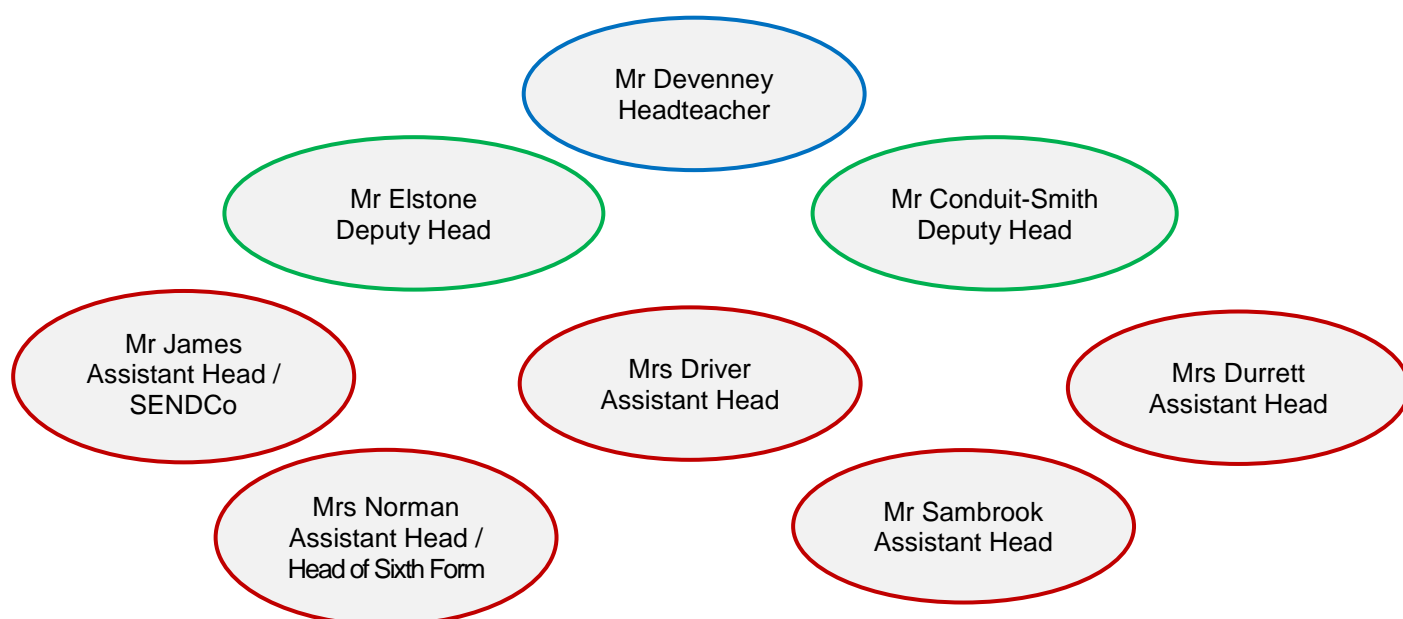 Mr Devenney
Headteacher
Mr Elstone
Deputy Head
Mr Conduit-Smith
Deputy Head
Mr James
Assistant Head /
SENDCo
Mrs Driver
Assistant Head
Mrs Durrett
Assistant Head
Mrs Norman
Assistant Head /
Head of Sixth Form
Mr Sambrook
Assistant Head